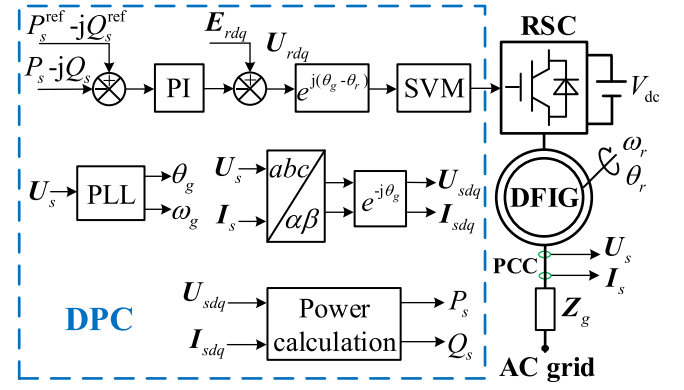 P_s^ref -jQ_s^ref
P_s -jQ_s
E_rdq
U_rdq
PI
e^j(θ_g -θ_r)
SVM
RSC
V_dc
U_s
PLL
θ_g
ω_g
U_s
I_s
abc
αβ
e^-jθ_g
U_sdq
I_sdq
DFIG
ω_r
θ_r
PCC
U_s
I_s
Z_g
AC grid
DPC
U_sdq
I_sdq
Power
calculation
P_s
Q_s